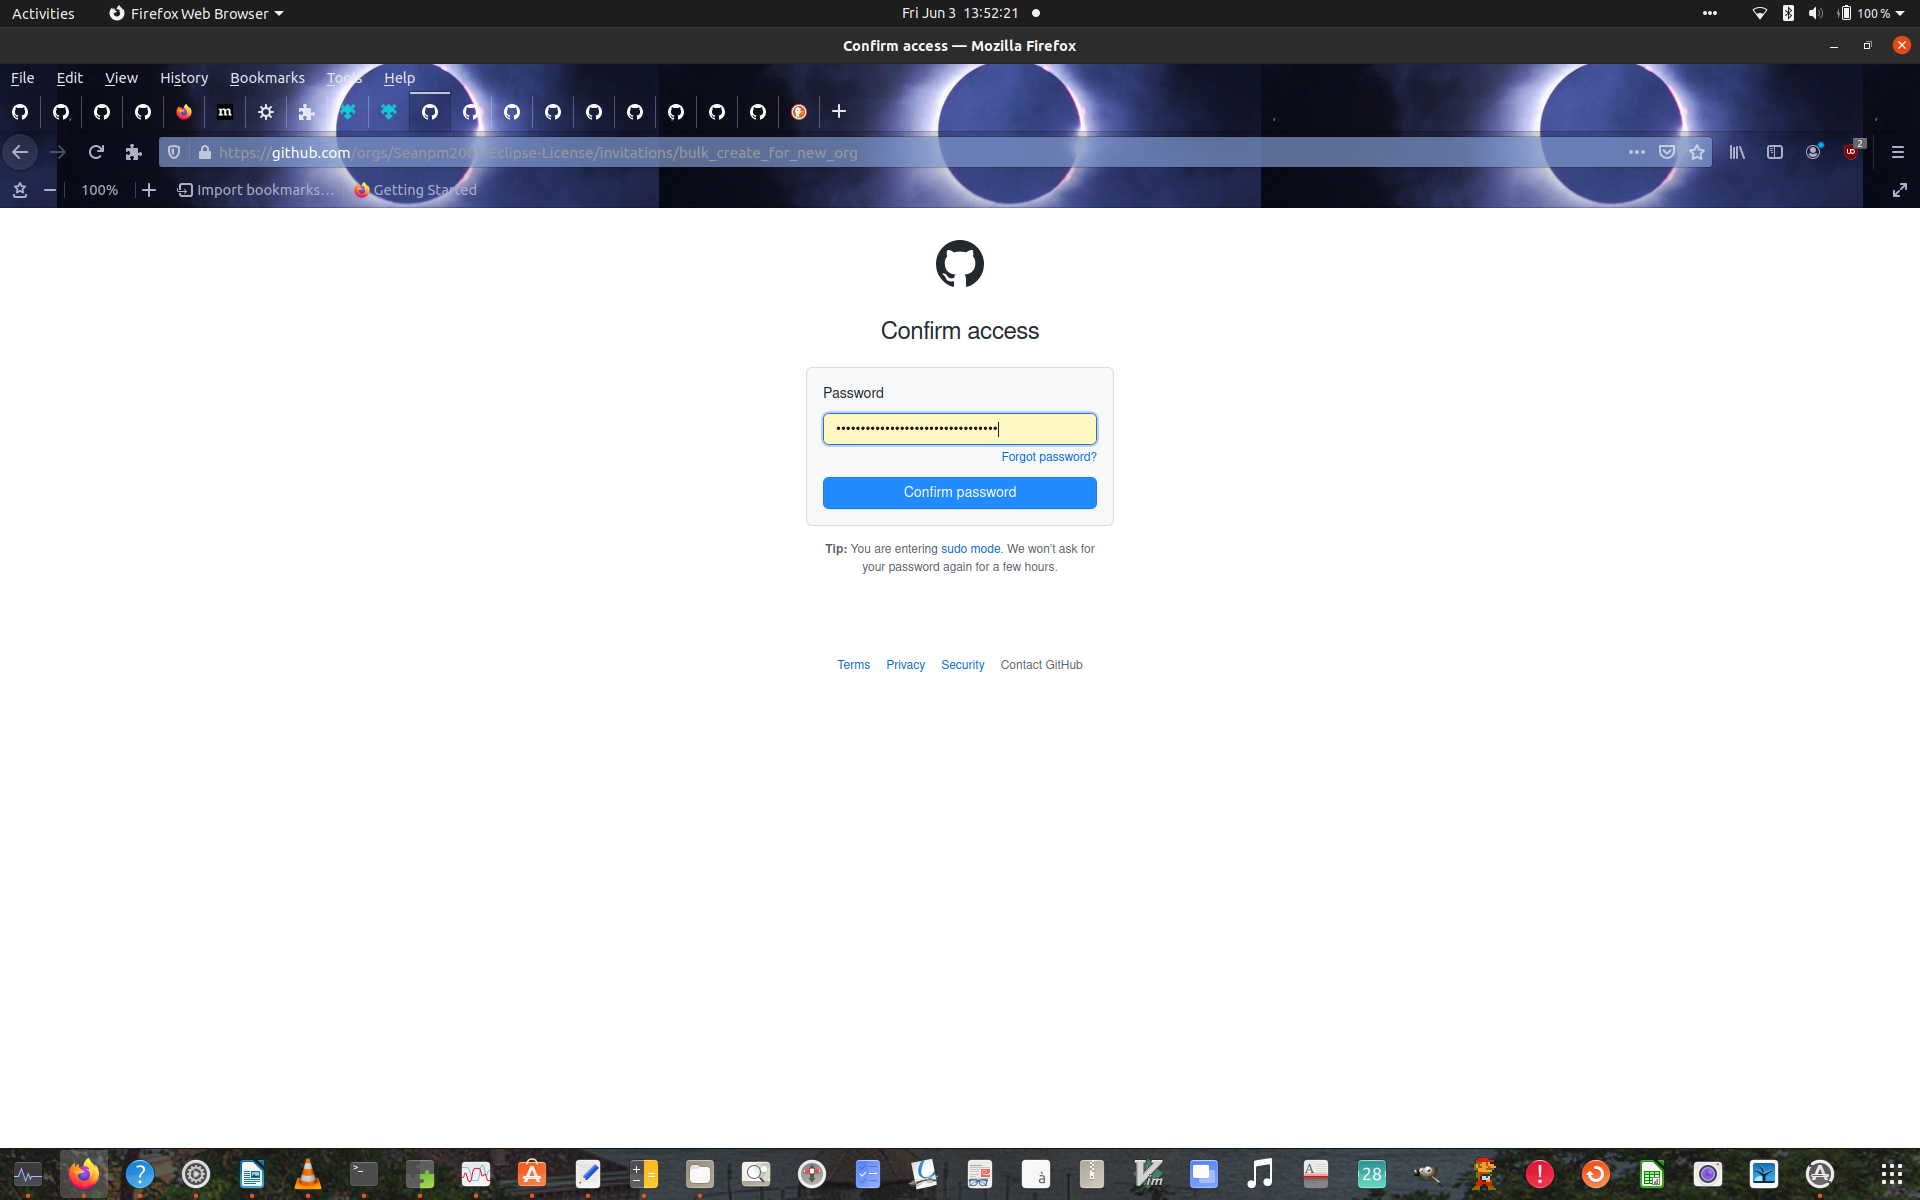 Activities
Firefox Web Browser
Fri Jun 3 13:52:21
100 %
Confirm access — Mozilla Firefox
File Edit View History Bookmarks Tools Help
m
https://github.com/orgs/Seanpm2001-Eclipse-License/invitations/bulk_create_for_new_org
2
100%
Import bookmarks...
Getting Started
Confirm access
Password
Forgot password?
Confirm password
Tip: You are entering sudo mode. We won't ask for
your password again for a few hours.
Terms Privacy Security Contact GitHub
28